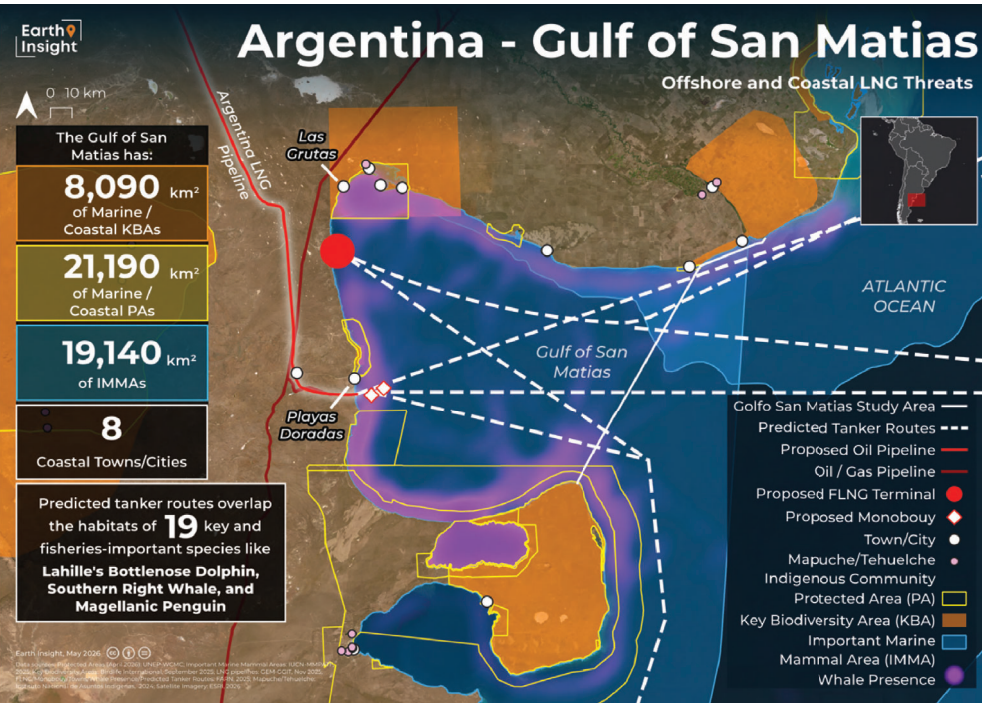 Earth
Insight
Argentina - Gulf of San Matias
Offshore and Coastal LNG Threats
0 10 km
Argentina LNG
Pipeline
Las
Grutas
The Gulf of San
Matias has:
8,090 km²
of Marine /
Coastal KBAs
21,190 km²
of Marine /
Coastal PAs
19,140 km²
of IMMAs
8
Coastal Towns/Cities
Predicted tanker routes overlap
the habitats of 19 key and
fisheries-important species like
Lahille's Bottlenose Dolphin,
Southern Right Whale, and
Magellanic Penguin
ATLANTIC
OCEAN
Gulf of San
Matias
Playas
Doradas
Golfo San Matias Study Area
Predicted Tanker Routes
Proposed Oil Pipeline
Oil / Gas Pipeline
Proposed FLNG Terminal
Proposed Monobouy
Town/City
Mapuche/Tehuelche
Indigenous Community
Protected Area (PA)
Key Biodiversity Area (KBA)
Important Marine
Mammal Area (IMMA)
Whale Presence
Earth Insight, May 2026